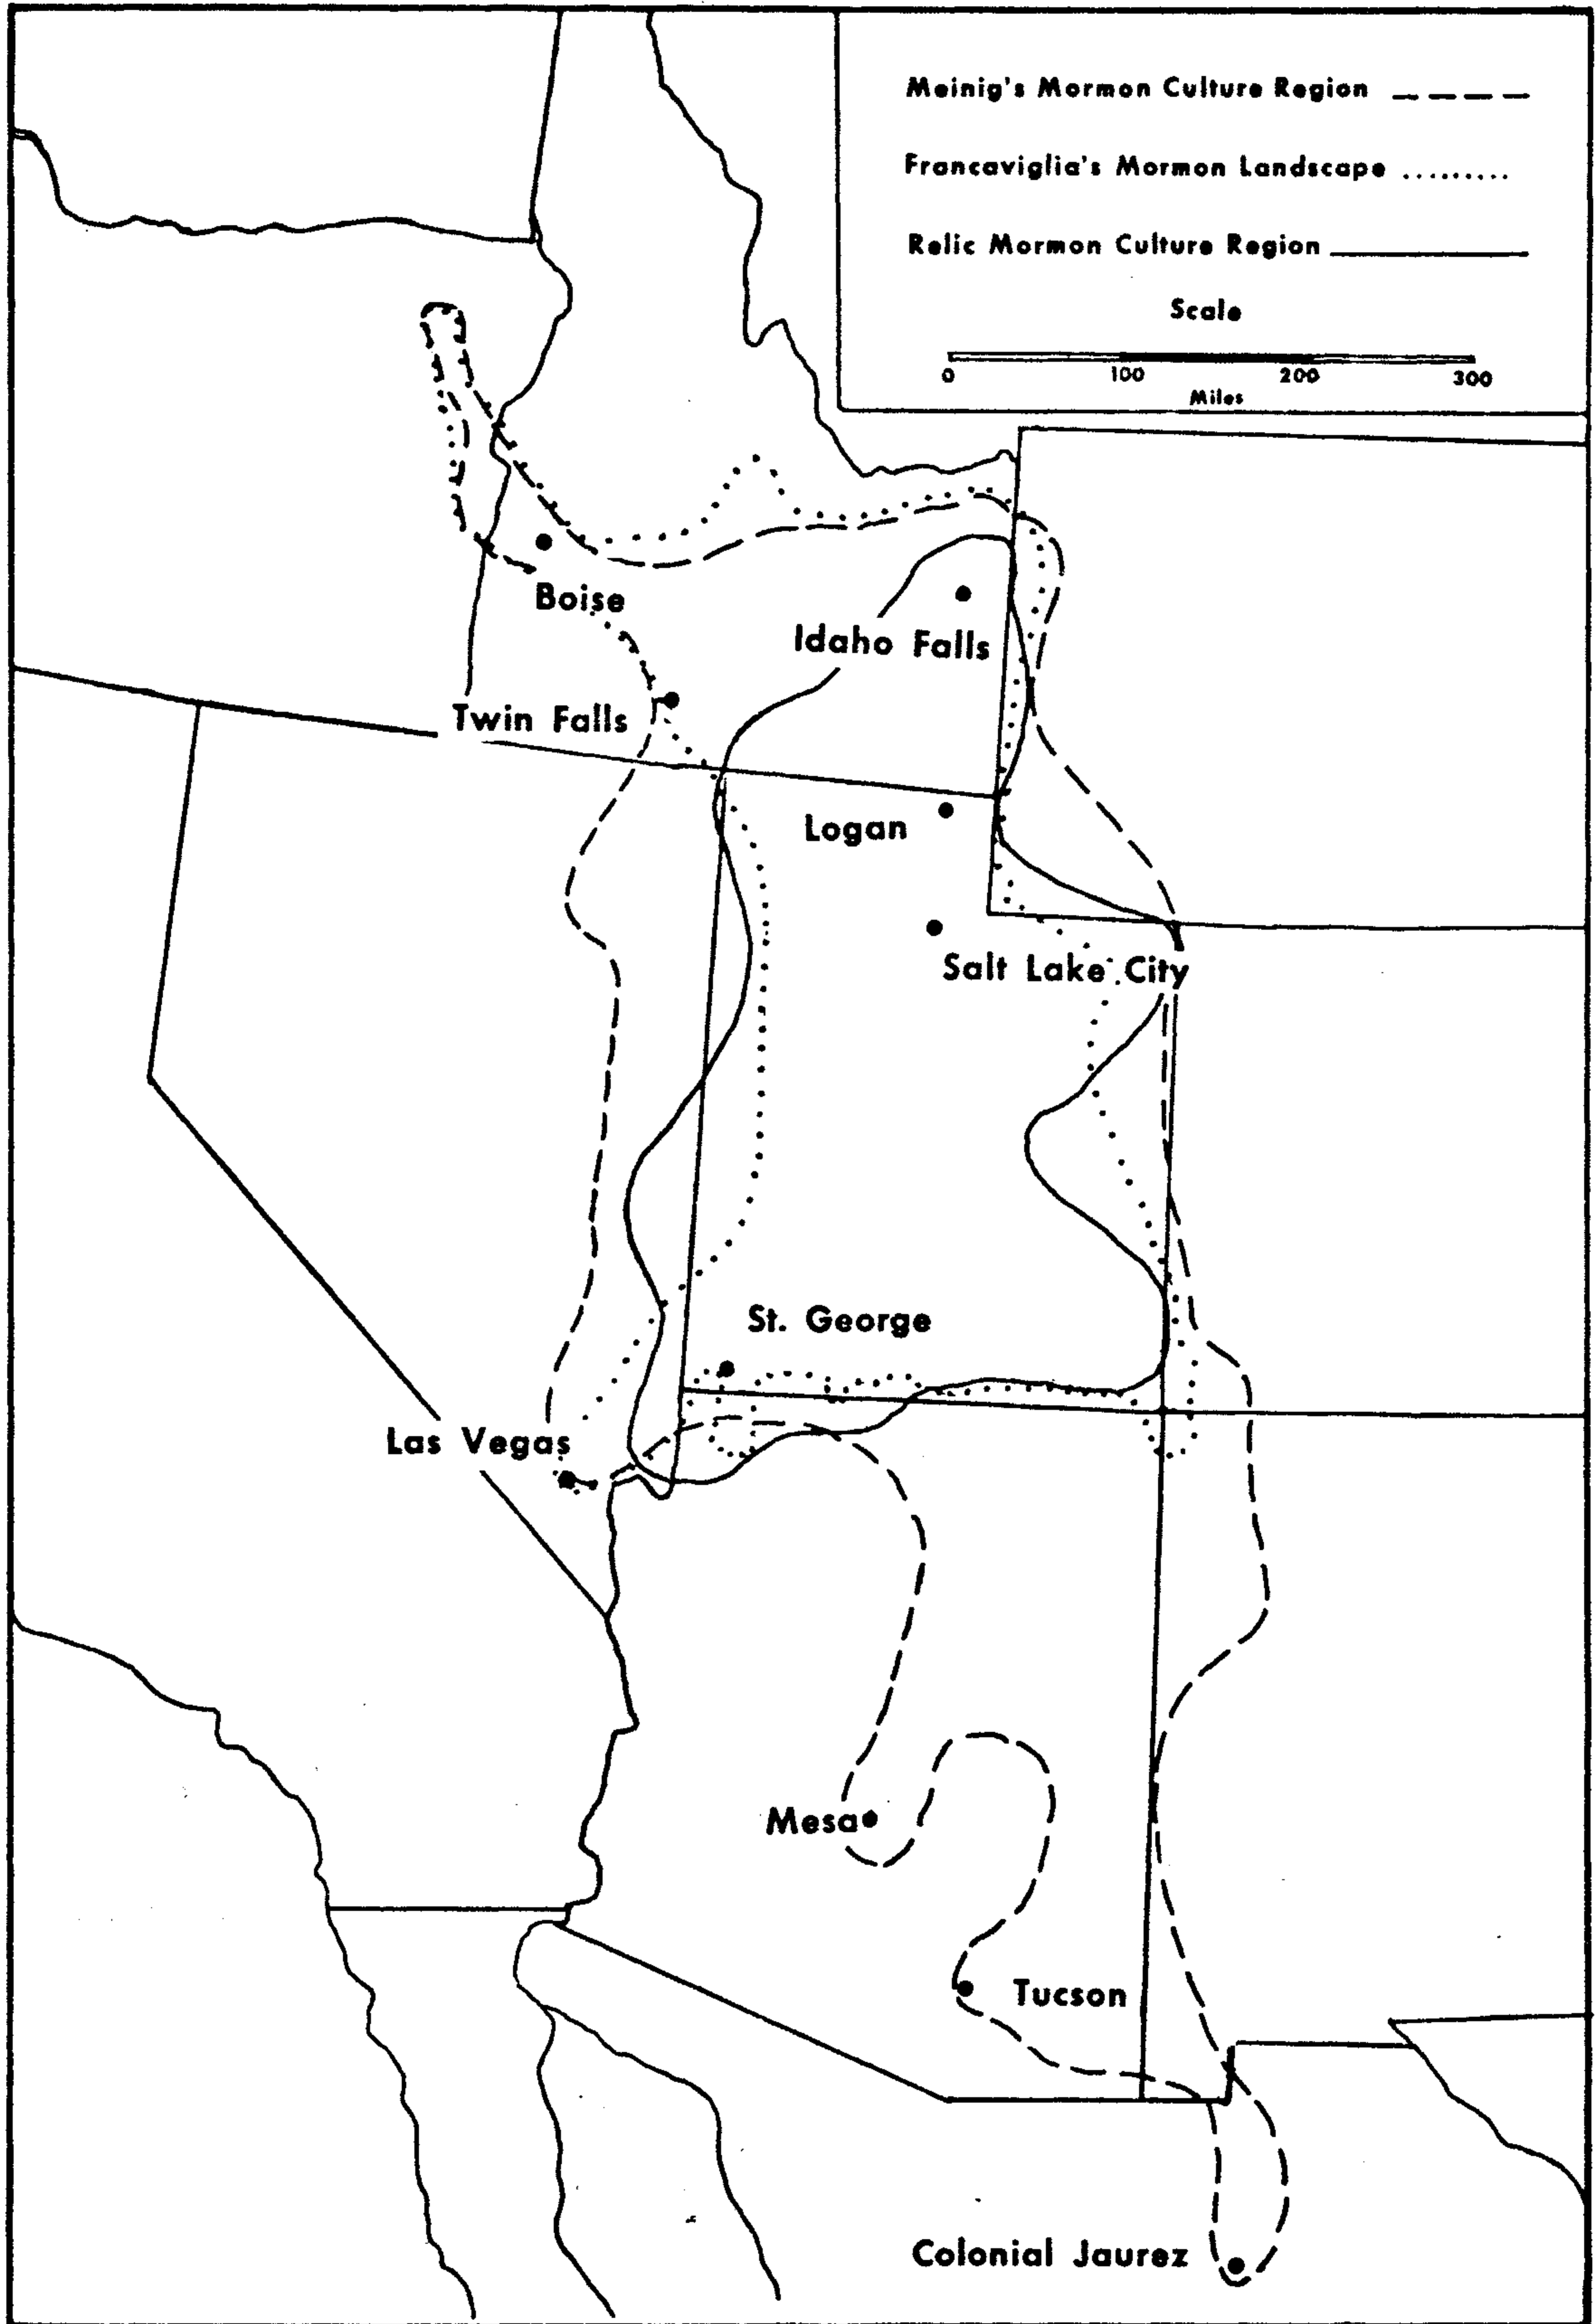 Meinig's Mormon Culture Region
Francaviglia's Mormon Landscape
Relic Mormon Culture Region
Scale
0 100 200 300
Miles
Boise
Idaho Falls
Twin Falls
Logan
Salt Lake City
St. George
Las Vegas
Mesa
Tucson
Colonial Jaurez